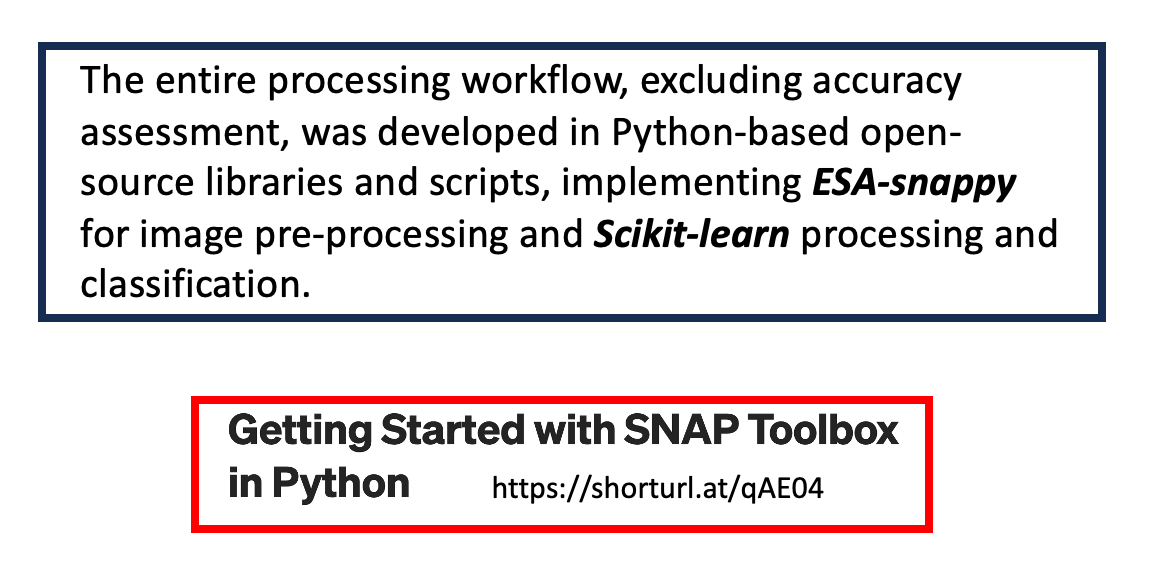 The entire processing workflow, excluding accuracy
assessment, was developed in Python-based open-
source libraries and scripts, implementing ESA-snappy
for image pre-processing and Scikit-learn processing and
classification.
Getting Started with SNAP Toolbox
in Python https://shorturl.at/qAE04